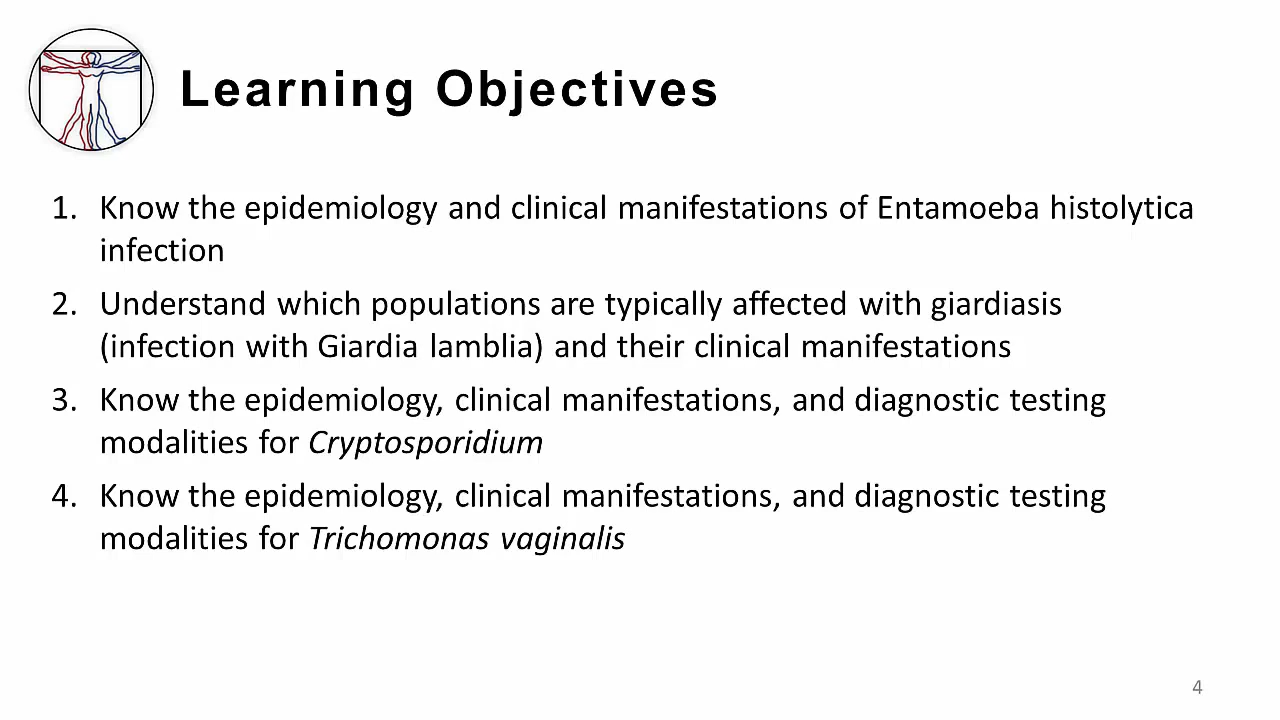 Learning Objectives
1. Know the epidemiology and clinical manifestations of Entamoeba histolytica
infection
2. Understand which populations are typically affected with giardiasis
(infection with Giardia lamblia) and their clinical manifestations
3. Know the epidemiology, clinical manifestations, and diagnostic testing
modalities for Cryptosporidium
4. Know the epidemiology, clinical manifestations, and diagnostic testing
modalities for Trichomonas vaginalis
4